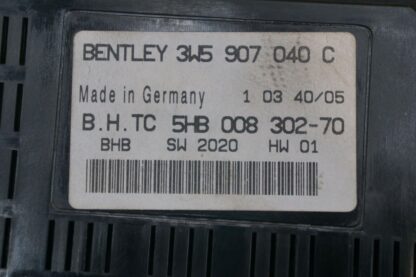 BENTLEY 3W5 907 040 C
Made in Germany 1 03 40/05
B.H.TC 5HB 008 302-70
BHB SW 2020 HW 01